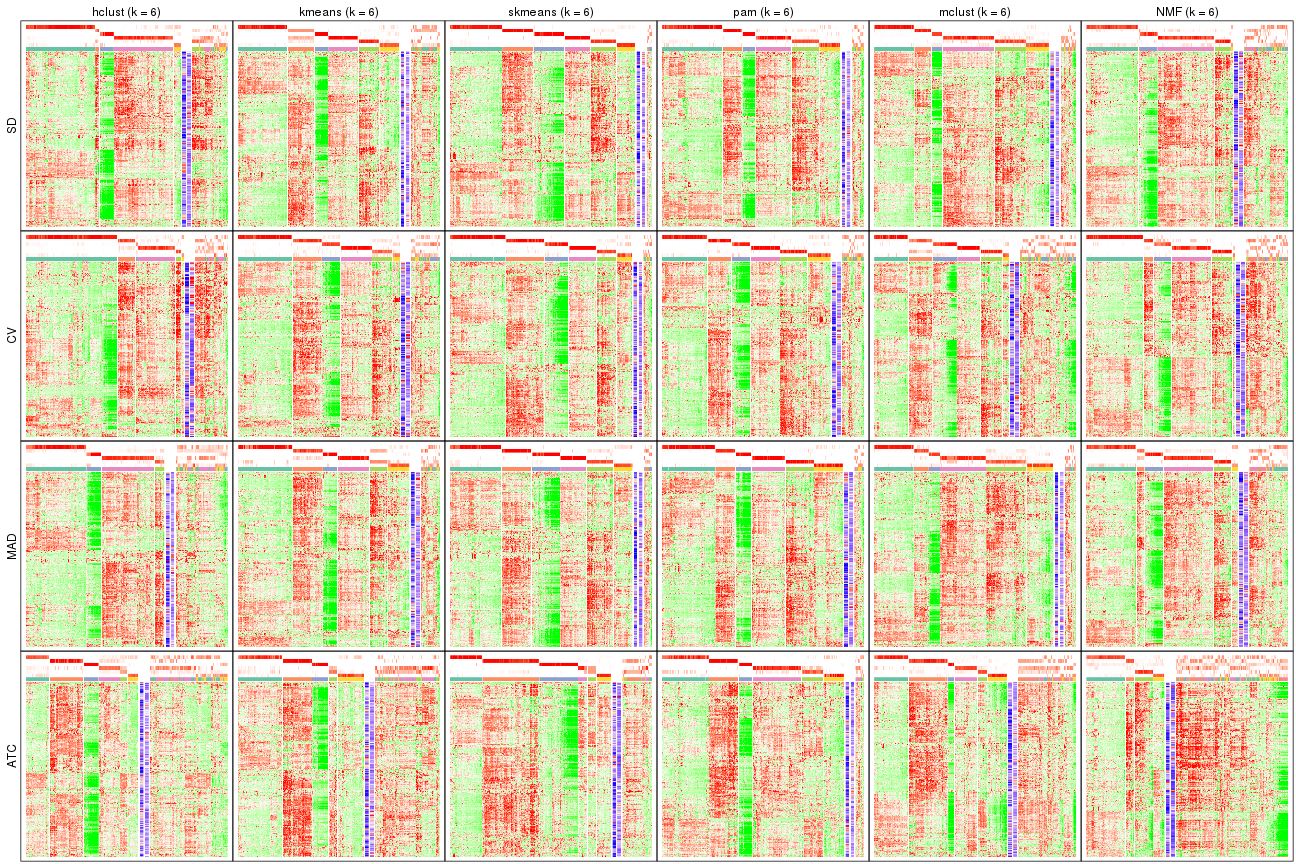 hclust (k = 6)
kmeans (k = 6)
skmeans (k = 6)
pam (k = 6)
mclust (k = 6)
NMF (k = 6)
SD
CV
MAD
ATC